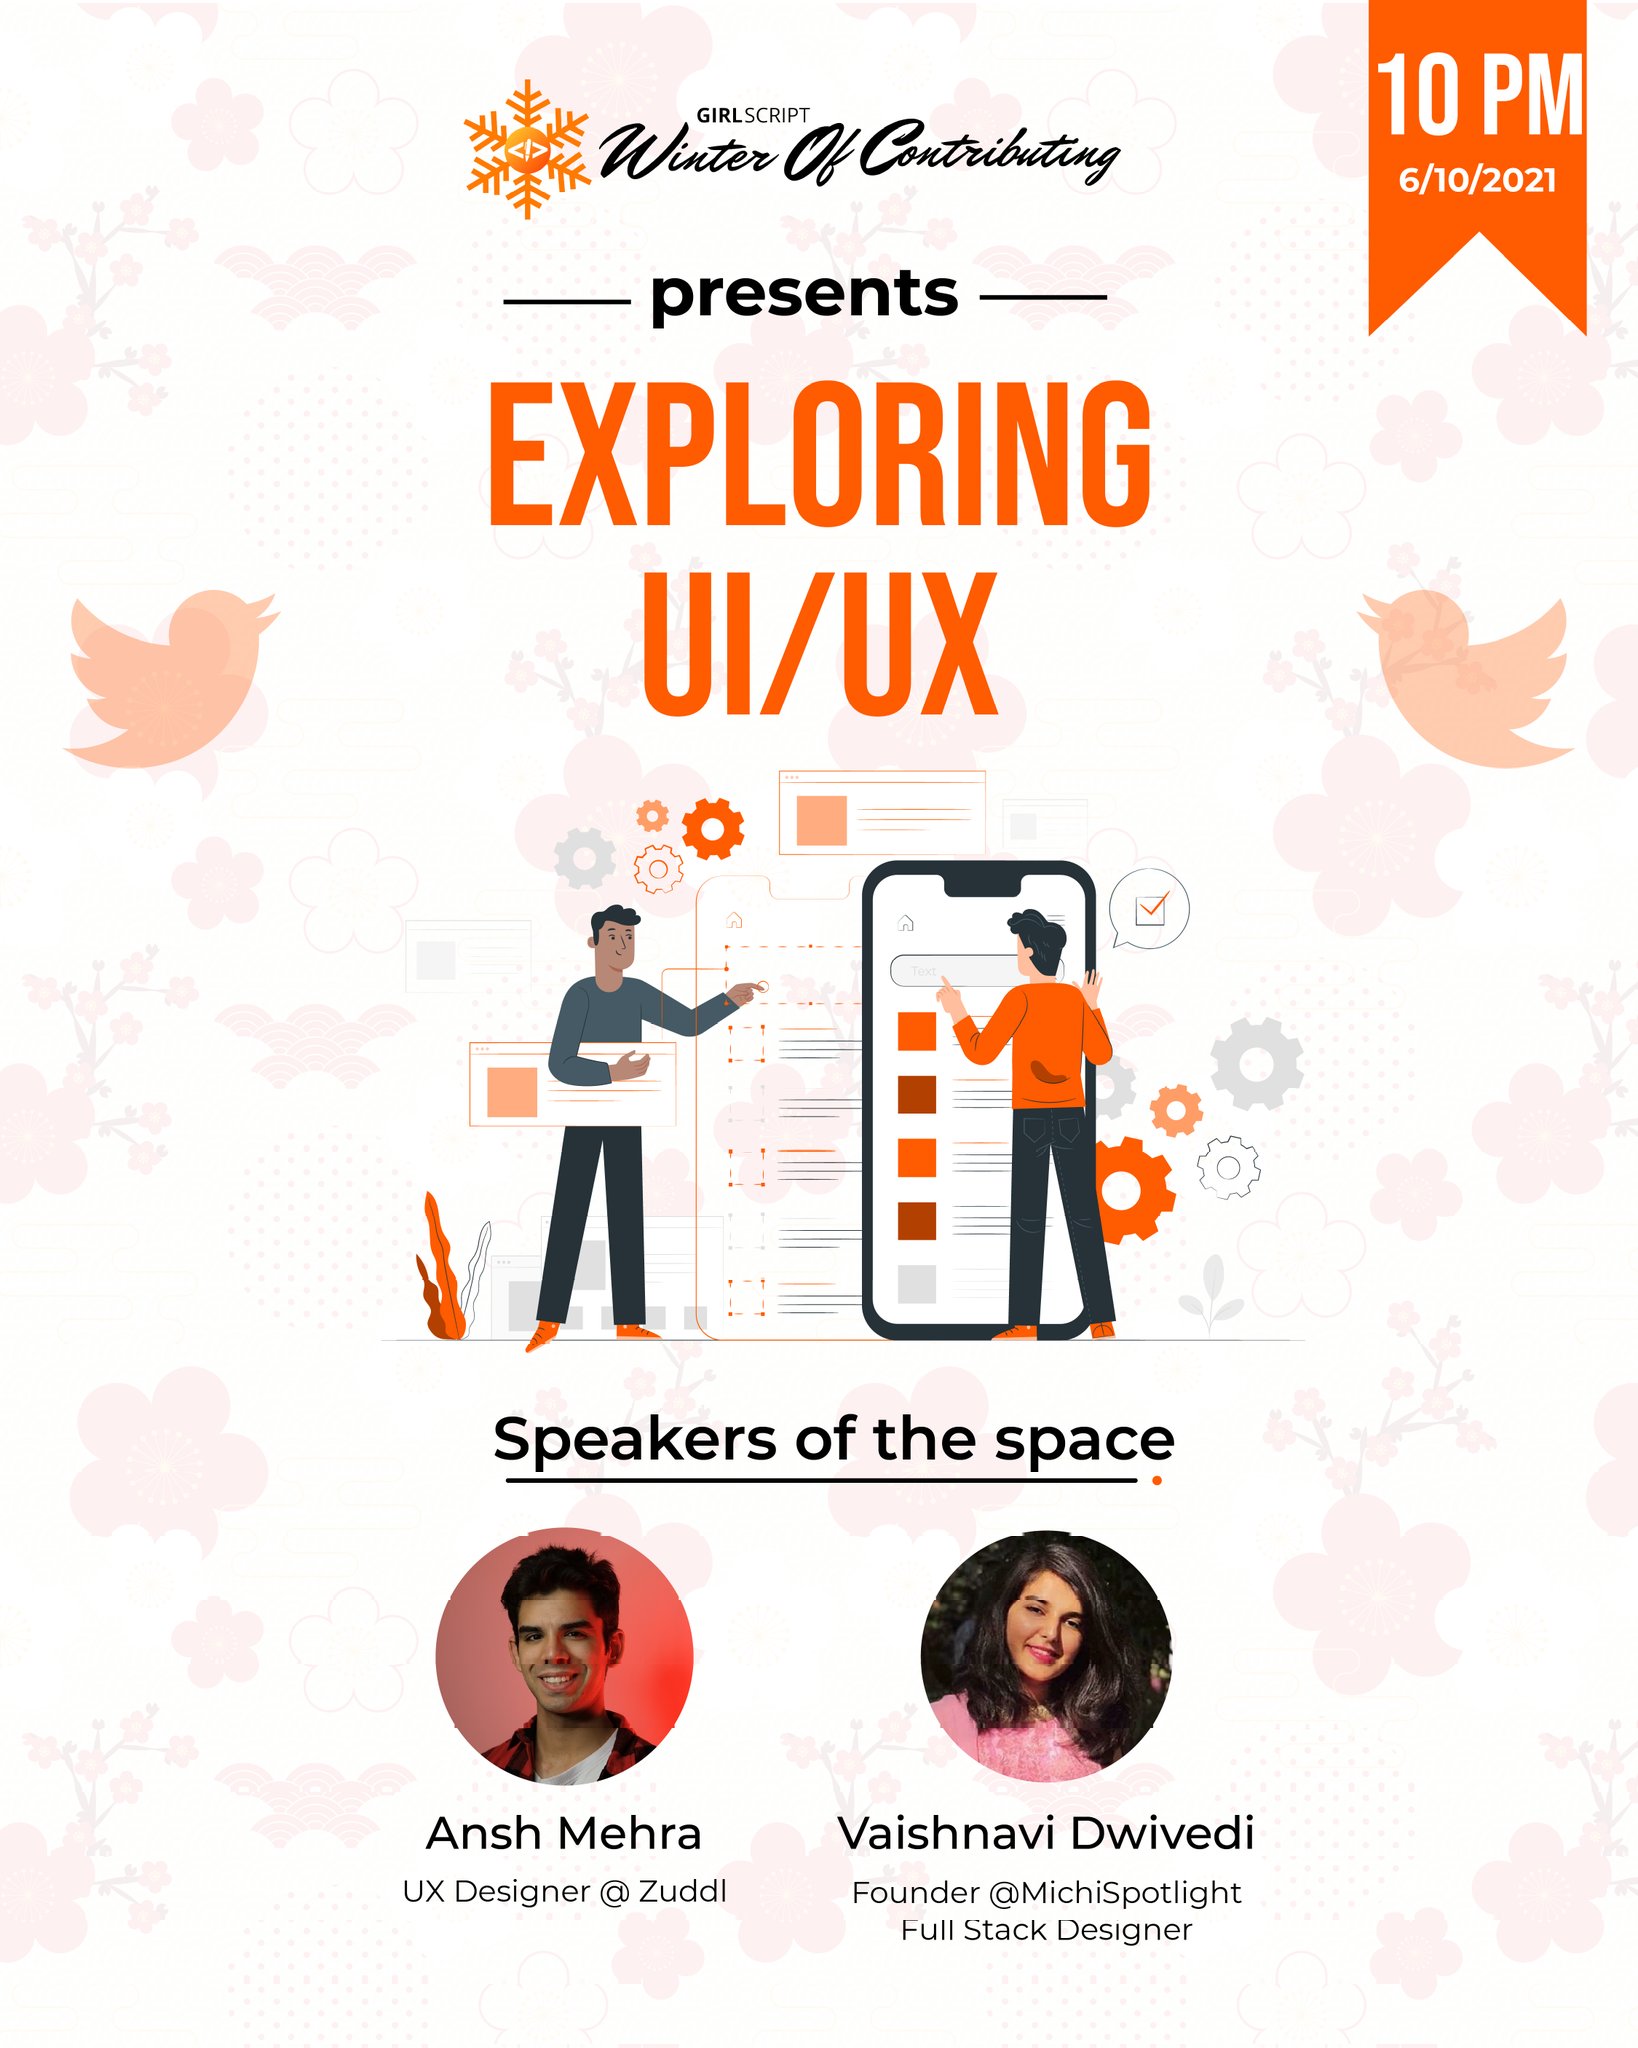 10 PM
6/10/2021
GIRLSCRIPT
Winter Of Contributing
presents
EXPLORING
UI/UX
Text
Speakers of the space
Ansh Mehra
UX Designer @ Zuddl
Vaishnavi Dwivedi
Founder @MichiSpotlight
Full Stack Designer